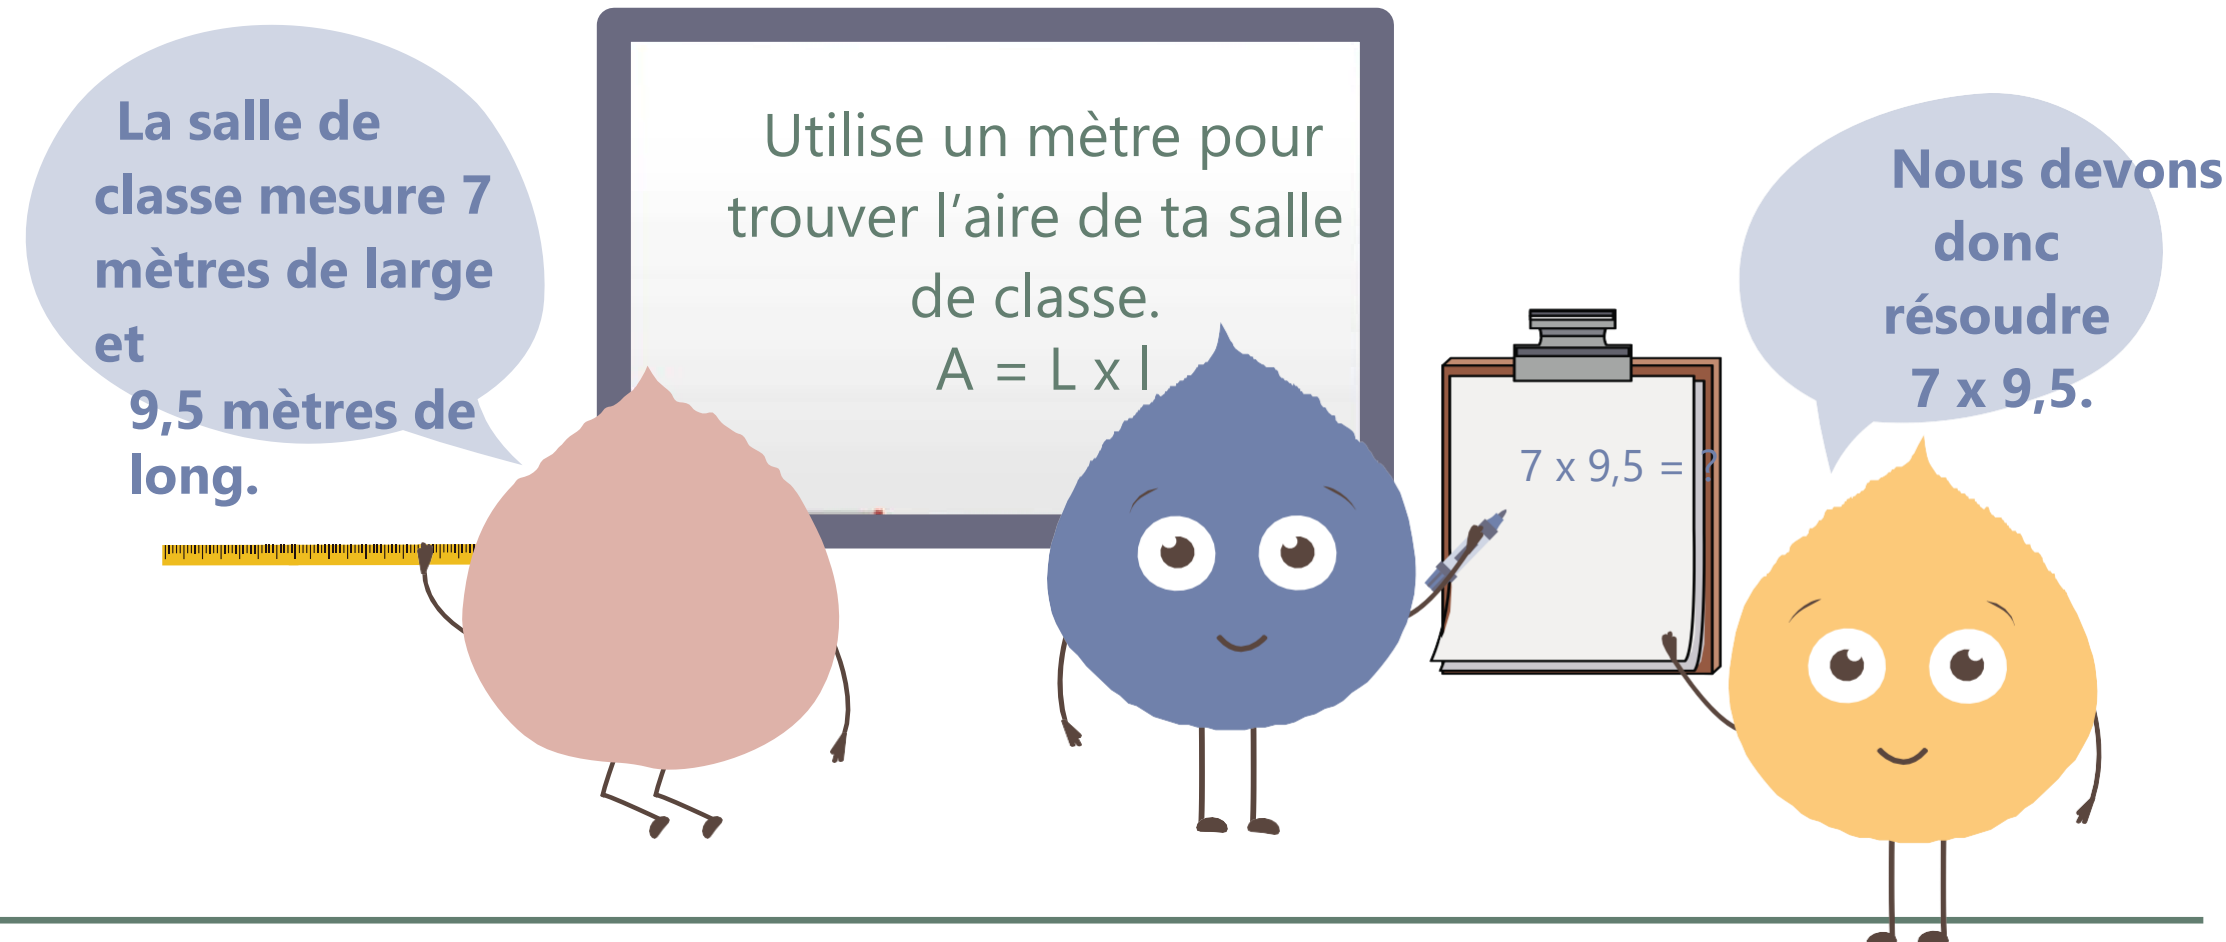 La salle de
classe mesure 7
mètres de large
et
9,5 mètres de
long.
Utilise un mètre pour
trouver l’aire de ta salle
de classe.
A = L x l
7 x 9,5 = ?
Nous devons
donc
résoudre
7 x 9,5.